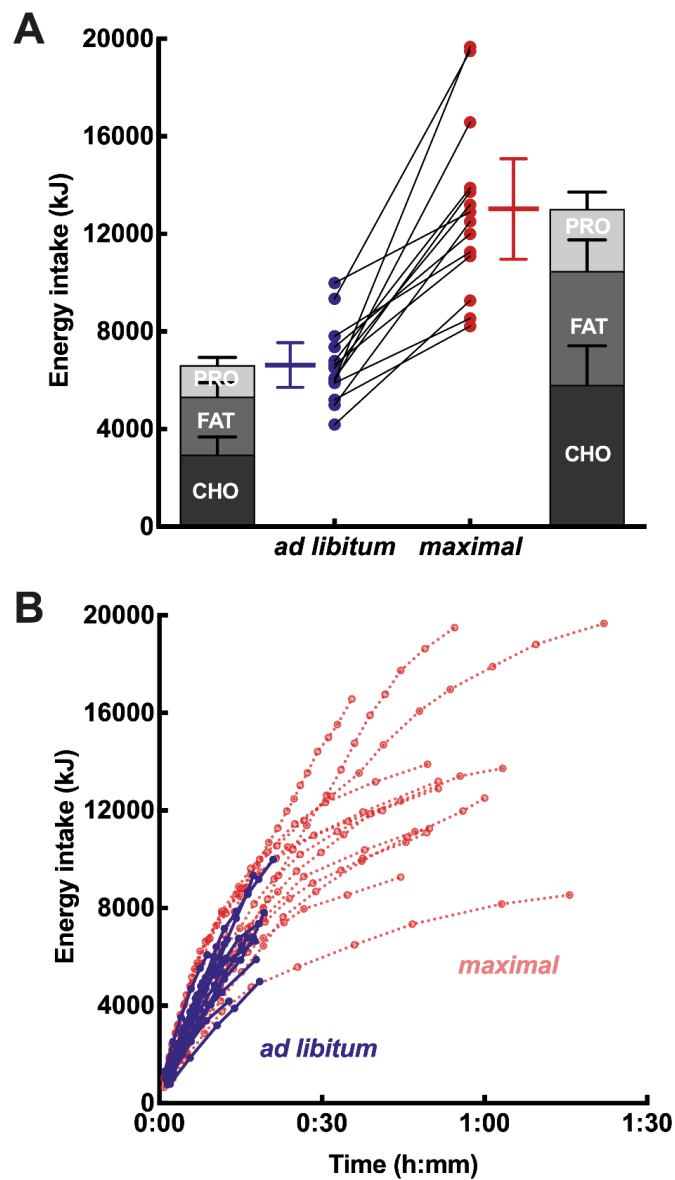 A
Energy intake (kJ)
20000
16000
12000
8000
4000
0
PRO
FAT
CHO
PRO
FAT
CHO
ad libitum maximal
B
Energy intake (kJ)
20000
16000
12000
8000
4000
0
maximal
ad libitum
0:00 0:30 1:00 1:30
Time (h:mm)